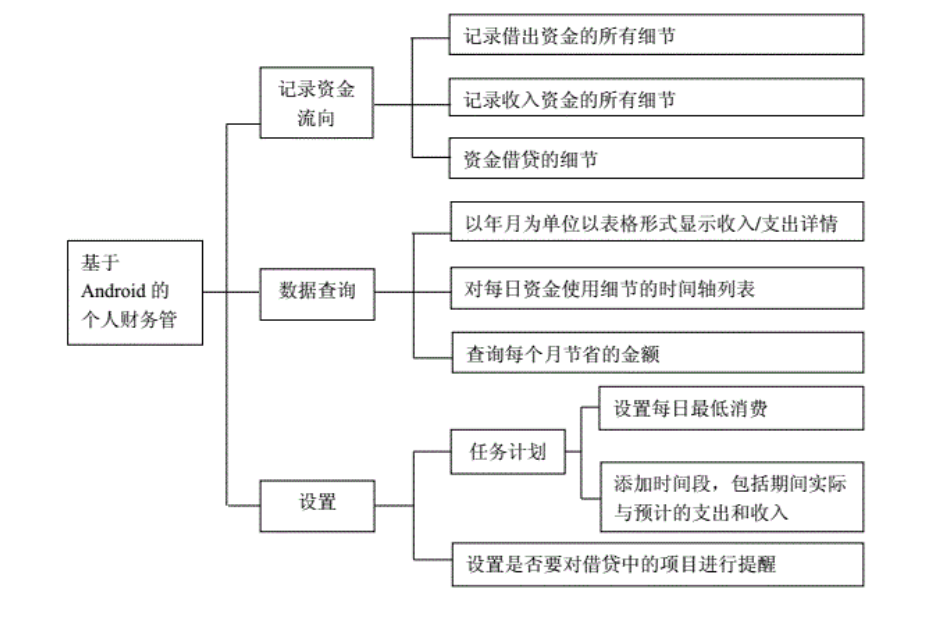 记录借出资金的所有细节
记录资金
流向
记录收入资金的所有细节
资金借贷的细节
以年月为单位以表格形式显示收入/支出详情
基于
Android 的
个人财务管
数据查询
对每日资金使用细节的时间轴列表
查询每个月节省的金额
设置每日最低消费
任务计划
添加时间段，包括期间实际
与预计的支出和收入
设置
设置是否要对借贷中的项目进行提醒